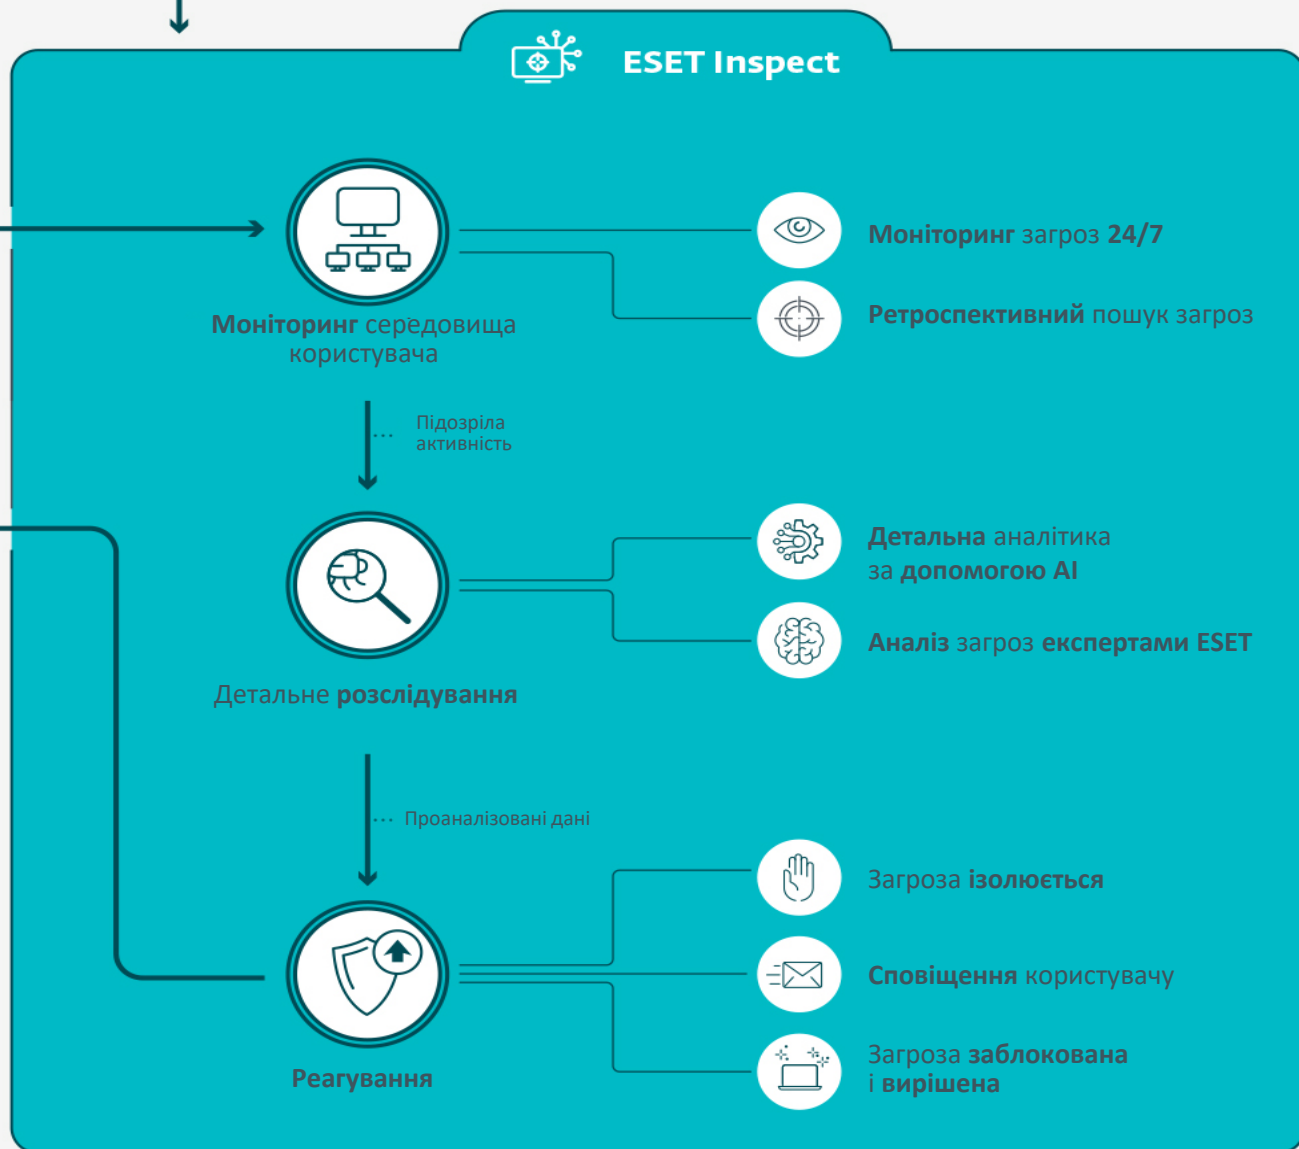 ESET Inspect
Моніторинг середовища
користувача
Моніторинг загроз 24/7
Ретроспективний пошук загроз
Підозріла
активність
Детальне розслідування
Детальна аналітика
за допомогою AI
Аналіз загроз експертами ESET
Проаналізовані дані
Реагування
Загроза ізолюється
Сповіщення користувачу
Загроза заблокована
і вирішена